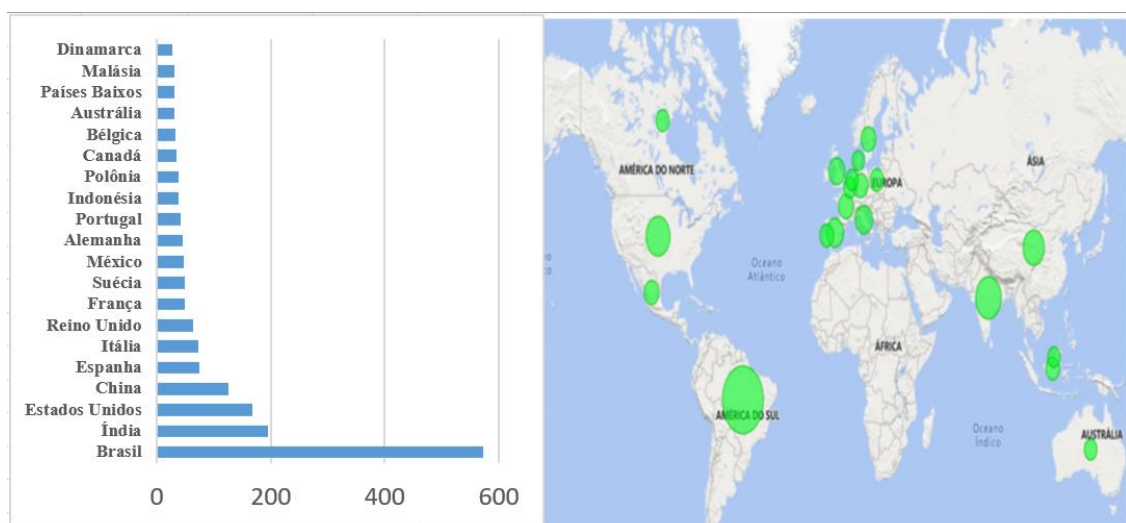 Dinamarca
Malásia
Países Baixos
Austrália
Bélgica
Canadá
Polônia
Indonésia
Portugal
Alemanha
México
Suécia
França
Reino Unido
Itália
Espanha
China
Estados Unidos
Índia
Brasil
0 200 400 600
AMÉRICA DO NORTE
EUROPA
ÁSIA
Oceano
Atlântico
ÁFRICA
AMÉRICA DO SUL
Oceano
Índico
AUSTRÁLIA